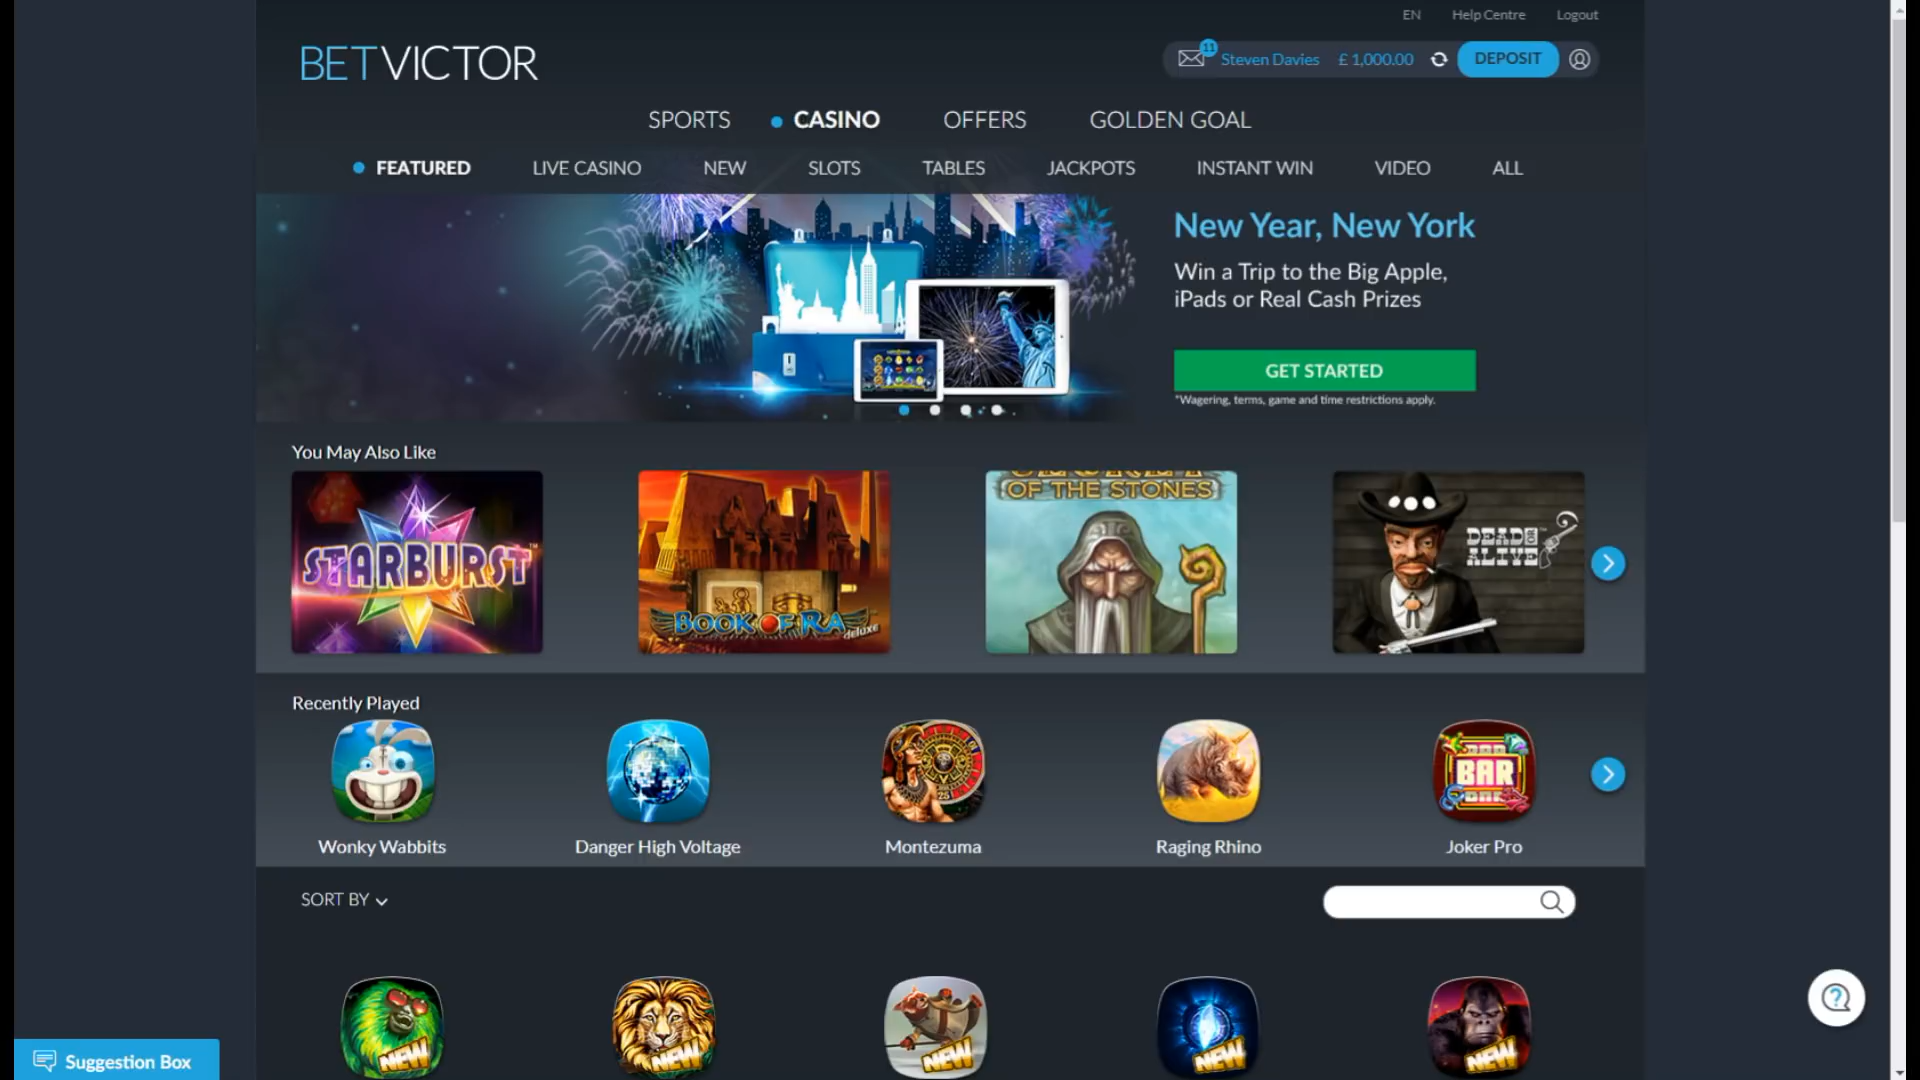 EN Help Centre Logout
BETVICTOR
11 Steven Davies £ 1,000.00 DEPOSIT
SPORTS CASINO OFFERS GOLDEN GOAL
FEATURED LIVE CASINO NEW SLOTS TABLES JACKPOTS INSTANT WIN VIDEO ALL
New Year, New York
Win a Trip to the Big Apple,
iPads or Real Cash Prizes
GET STARTED
*Wagering, terms, game and time restrictions apply.
You May Also Like
STARBURST™
BOOK OF RA
deluxe
OF THE STONES
DEAD OR
ALIVE
Recently Played
BAR
25
Wonky Wabbits Danger High Voltage Montezuma Raging Rhino Joker Pro
SORT BY
NEW NEW NEW NEW NEW
Suggestion Box